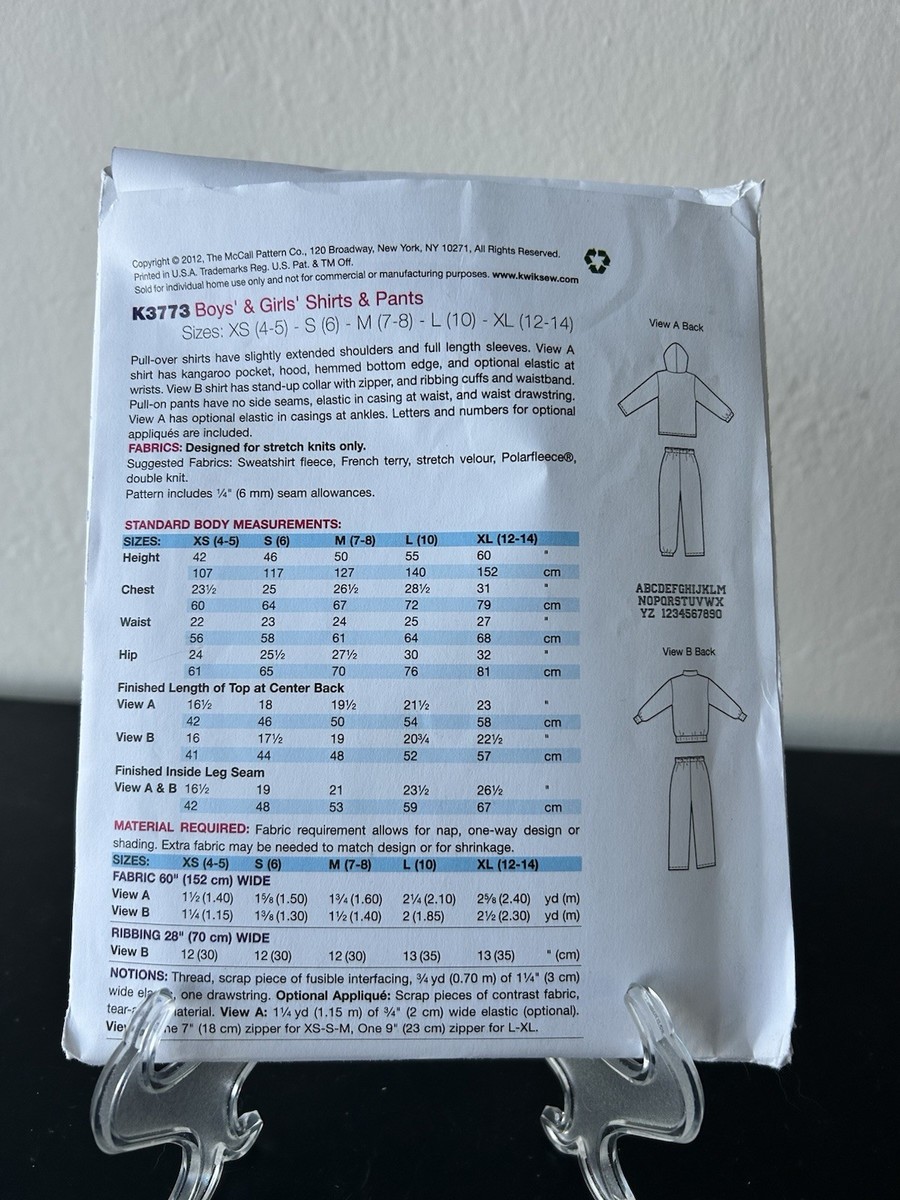 Copyright © 2012, The McCall Pattern Co., 120 Broadway, New York, NY 10271, All Rights Reserved.
Printed in U.S.A. Trademarks Reg. U.S. Pat. & TM Off.
Sold for individual home use only and not for commercial or manufacturing purposes. www.kwiksew.com
K3773 Boys' & Girls' Shirts & Pants
Sizes: XS (4-5) - S (6) - M (7-8) - L (10) - XL (12-14)
Pull-over shirts have slightly extended shoulders and full length sleeves. View A
shirt has kangaroo pocket, hood, hemmed bottom edge, and optional elastic at
wrists. View B shirt has stand-up collar with zipper, and ribbing cuffs and waistband.
Pull-on pants have no side seams, elastic in casing at waist, and waist drawstring.
View A has optional elastic in casings at ankles. Letters and numbers for optional
appliqués are included.
FABRICS: Designed for stretch knits only.
Suggested Fabrics: Sweatshirt fleece, French terry, stretch velour, Polarfleece®,
double knit.
Pattern includes ¼" (6 mm) seam allowances.
STANDARD BODY MEASUREMENTS:
SIZES: XS (4-5) S (6) M (7-8) L (10) XL (12-14)
Height 42 46 50 55 60 "
107 117 127 140 152 cm
Chest 23½ 25 26½ 28½ 31 "
60 64 67 72 79 cm
Waist 22 23 24 25 27 "
56 58 61 64 68 cm
Hip 24 25½ 27½ 30 32 "
61 65 70 76 81 cm
Finished Length of Top at Center Back
View A 16½ 18 19½ 21½ 23 "
42 46 50 54 58 cm
View B 16 17½ 19 20¾ 22½ "
41 44 48 52 57 cm
Finished Inside Leg Seam
View A & B 16½ 19 21 23½ 26½ "
42 48 53 59 67 cm
MATERIAL REQUIRED: Fabric requirement allows for nap, one-way design or
shading. Extra fabric may be needed to match design or for shrinkage.
SIZES: XS (4-5) S (6) M (7-8) L (10) XL (12-14)
FABRIC 60" (152 cm) WIDE
View A 1½ (1.40) 1⅝ (1.50) 1¾ (1.60) 2¼ (2.10) 2⅝ (2.40) yd (m)
View B 1¼ (1.15) 1⅜ (1.30) 1½ (1.40) 2 (1.85) 2½ (2.30) yd (m)
RIBBING 28" (70 cm) WIDE
View B 12 (30) 12 (30) 12 (30) 13 (35) 13 (35) " (cm)
NOTIONS: Thread, scrap piece of fusible interfacing, ¾ yd (0.70 m) of 1¼" (3 cm)
wide one drawstring. Optional Appliqué: Scrap pieces of contrast fabric,
View A: 1¼ yd (1.15 m) of ¾" (2 cm) wide elastic (optional).
7" (18 cm) zipper for XS-S-M, One 9" (23 cm) zipper for L-XL.
View A Back
ABCDEFGHIJKLM
NOPQRSTUVWX
YZ 1234567890
View B Back